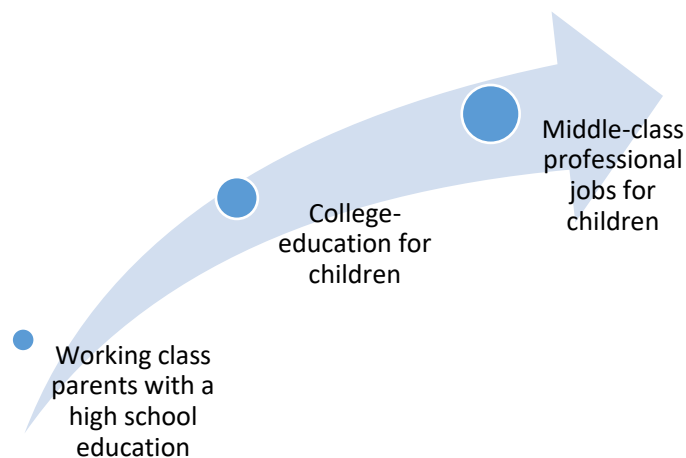 Working class
parents with a
high school
education
College-
education for
children
Middle-class
professional
jobs for
children